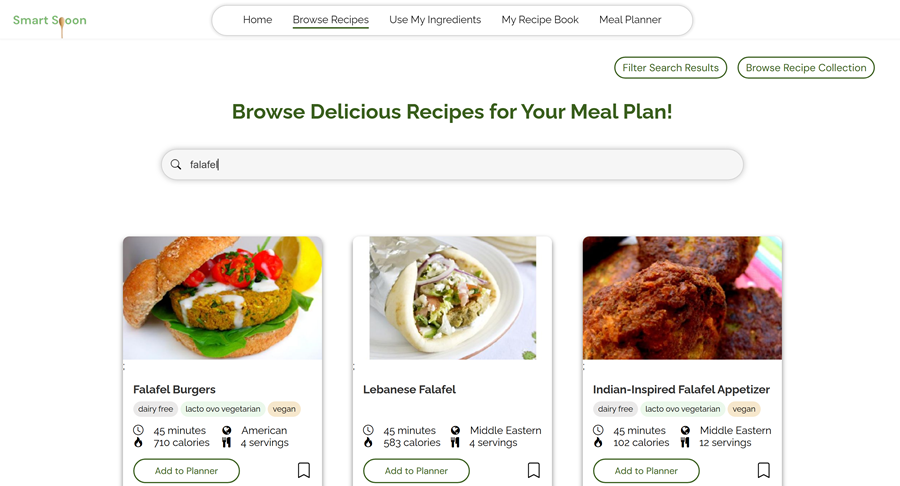 Smart Spoon
Home Browse Recipes Use My Ingredients My Recipe Book Meal Planner
Filter Search Results Browse Recipe Collection
Browse Delicious Recipes for Your Meal Plan!
falafel
; ; ;
Falafel Burgers
dairy free lacto ovo vegetarian vegan
45 minutes American
710 calories 4 servings
Add to Planner
Lebanese Falafel
45 minutes Middle Eastern
583 calories 4 servings
Add to Planner
Indian-Inspired Falafel Appetizer
dairy free lacto ovo vegetarian vegan
45 minutes Middle Eastern
102 calories 12 servings
Add to Planner